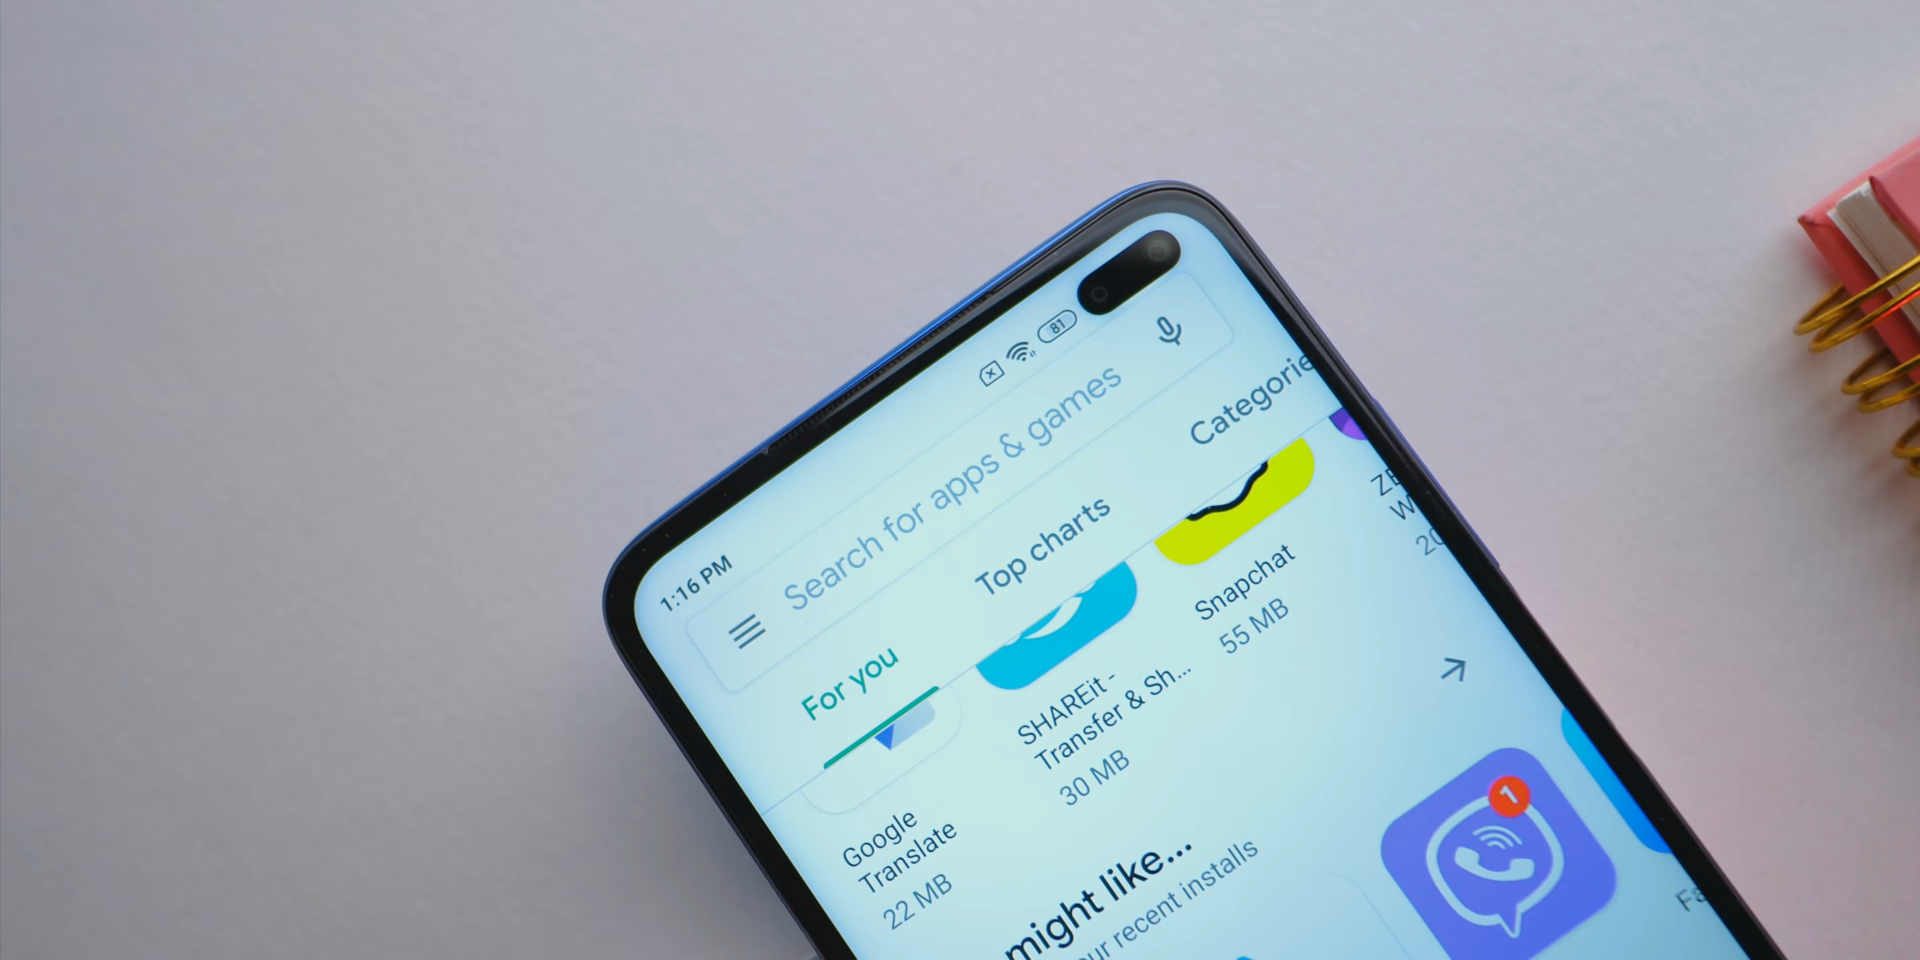 1:16 PM
81
Search for apps & games
For you
Top charts
Categorie
Google
Translate
22 MB
SHAREit -
Transfer & Sh...
30 MB
Snapchat
55 MB
might like...
recent installs
1